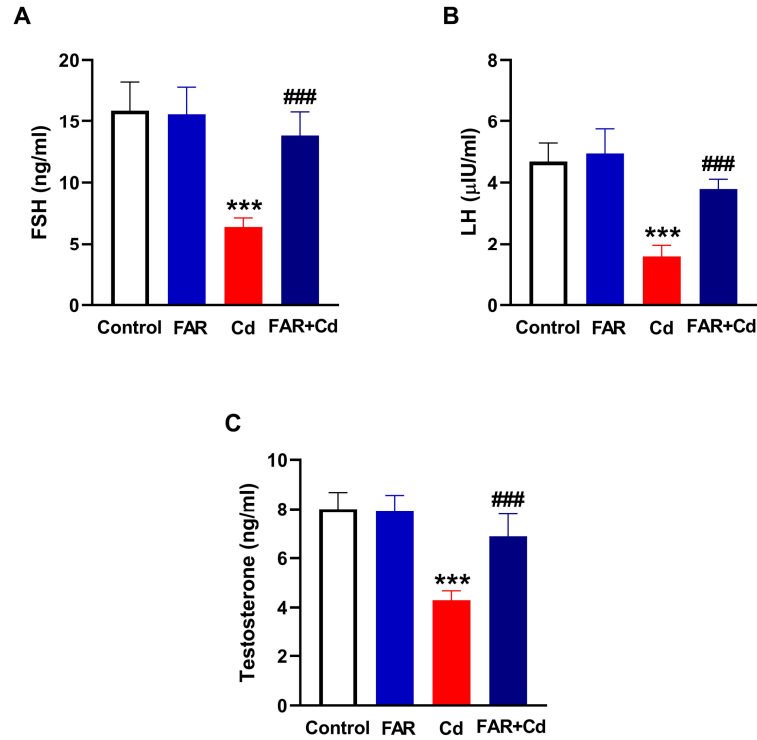 A
FSH (ng/ml)
20
15
10
5
0
***
###
Control FAR Cd FAR+Cd
B
LH (μIU/ml)
8
6
4
2
0
***
###
Control FAR Cd FAR+Cd
C
Testosterone (ng/ml)
10
8
6
4
2
0
***
###
Control FAR Cd FAR+Cd